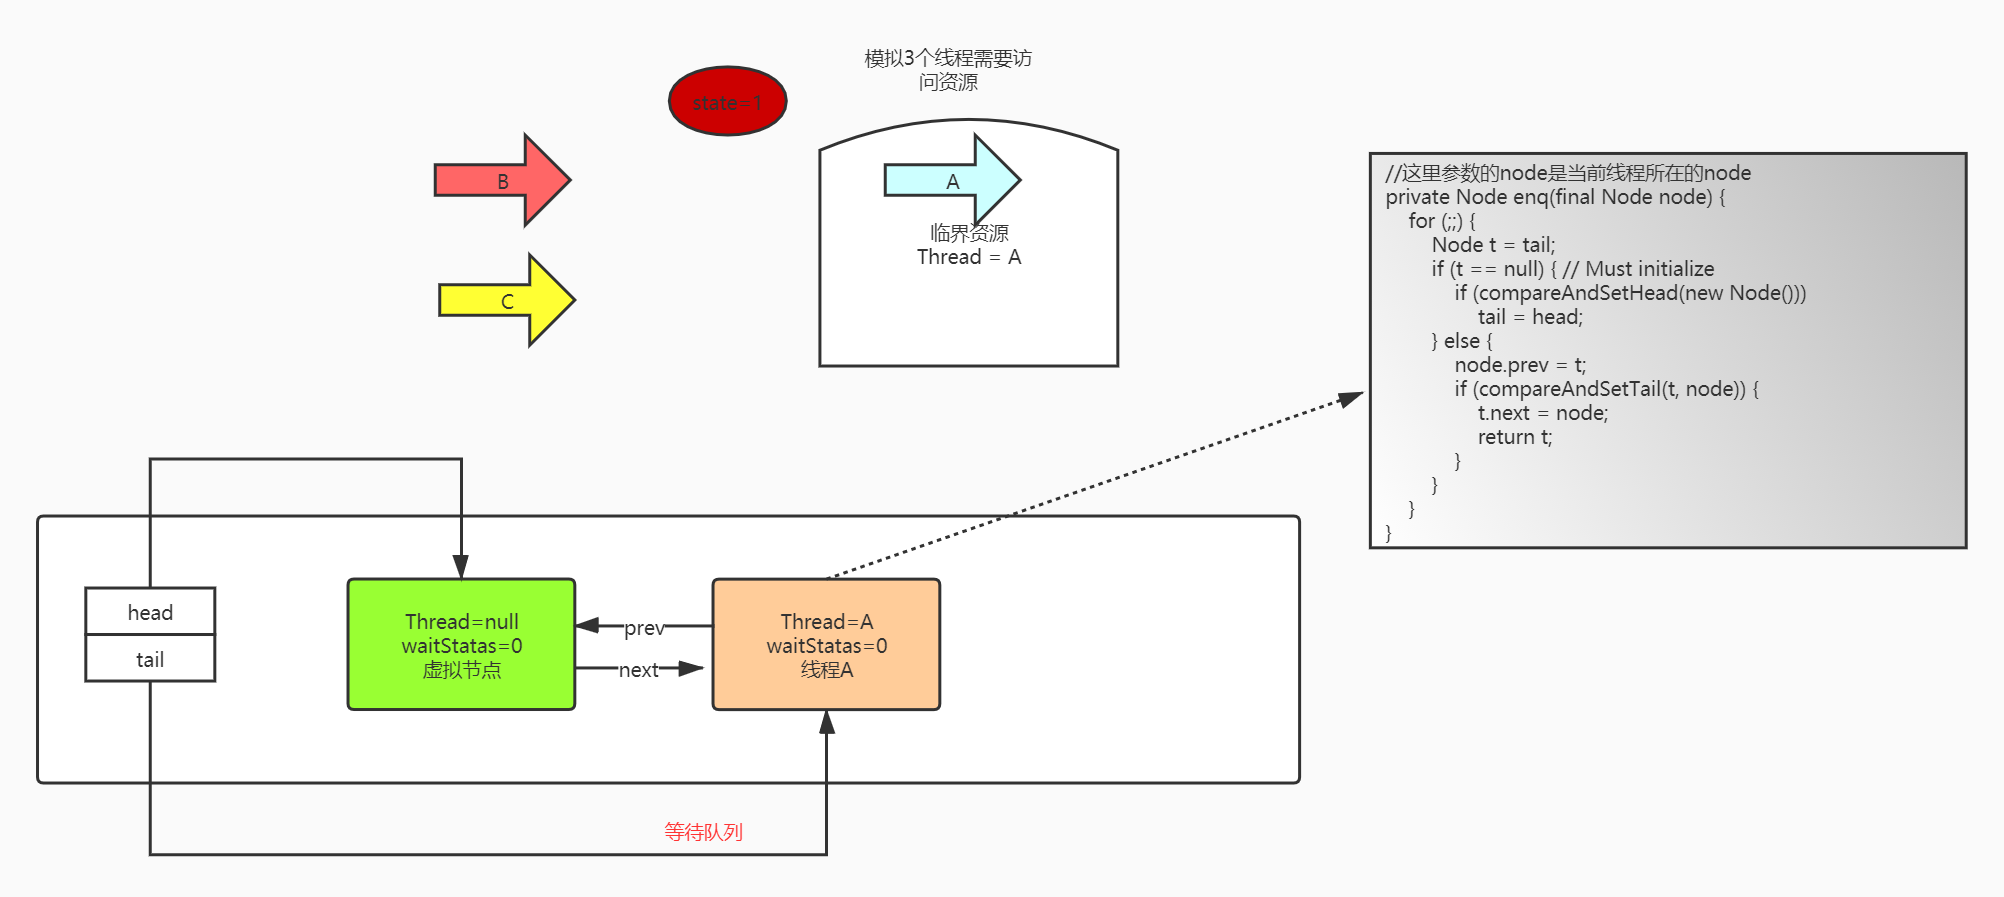 模拟3个线程需要访
问资源
state=1
B
A
临界资源
Thread = A
C
//这里参数的node是当前线程所在的node
private Node enq(final Node node) {
for (;;) {
Node t = tail;
if (t == null) { // Must initialize
if (compareAndSetHead(new Node()))
tail = head;
} else {
node.prev = t;
if (compareAndSetTail(t, node)) {
t.next = node;
return t;
}
}
}
}
head
tail
Thread=null
waitStatas=0
虚拟节点
prev
next
Thread=A
waitStatas=0
线程A
等待队列